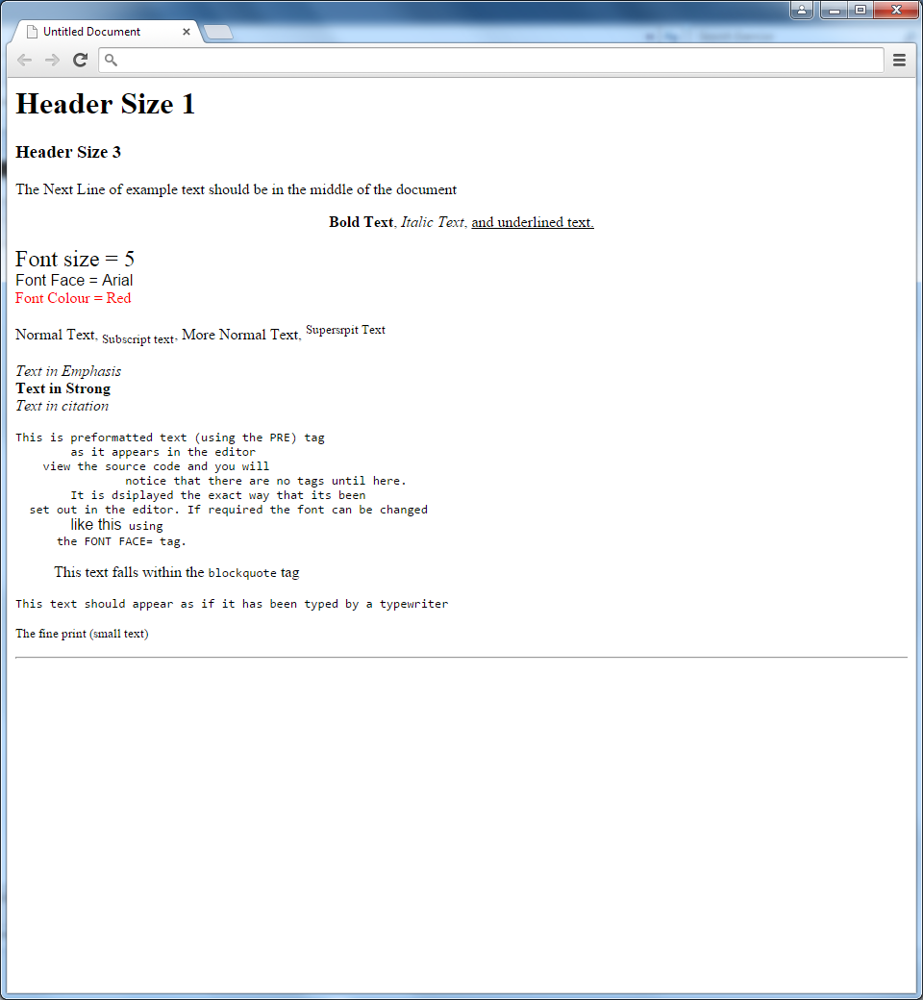 Untitled Document
Header Size 1
Header Size 3
The Next Line of example text should be in the middle of the document
Bold Text, Italic Text, and underlined text.
Font size = 5
Font Face = Arial
Font Colour = Red
Normal Text, Subscript text, More Normal Text, Supersrpit Text
Text in Emphasis
Text in Strong
Text in citation
This is preformatted text (using the PRE) tag
as it appears in the editor
view the source code and you will
notice that there are no tags until here.
It is dsiplayed the exact way that its been
set out in the editor. If required the font can be changed
like this using
the FONT FACE= tag.
This text falls within the blockquote tag
This text should appear as if it has been typed by a typewriter
The fine print (small text)